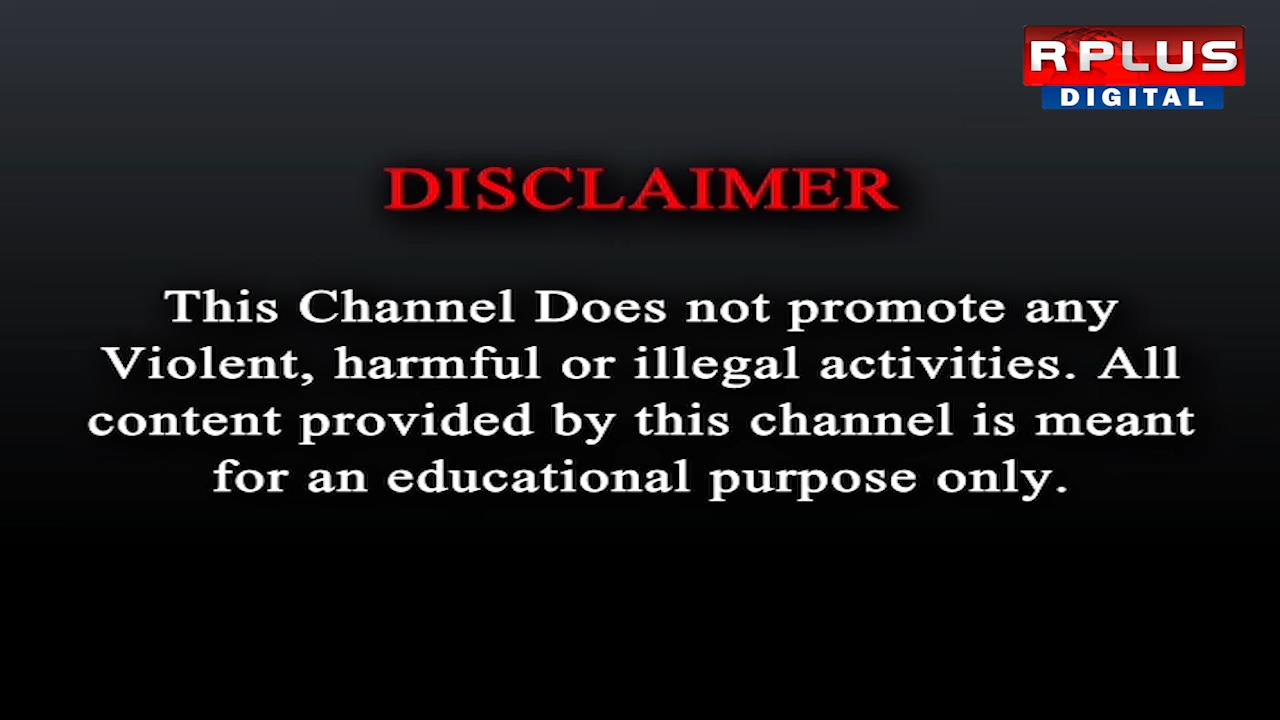 RPLUS
DIGITAL
DISCLAIMER
This Channel Does not promote any
Violent, harmful or illegal activities. All
content provided by this channel is meant
for an educational purpose only.